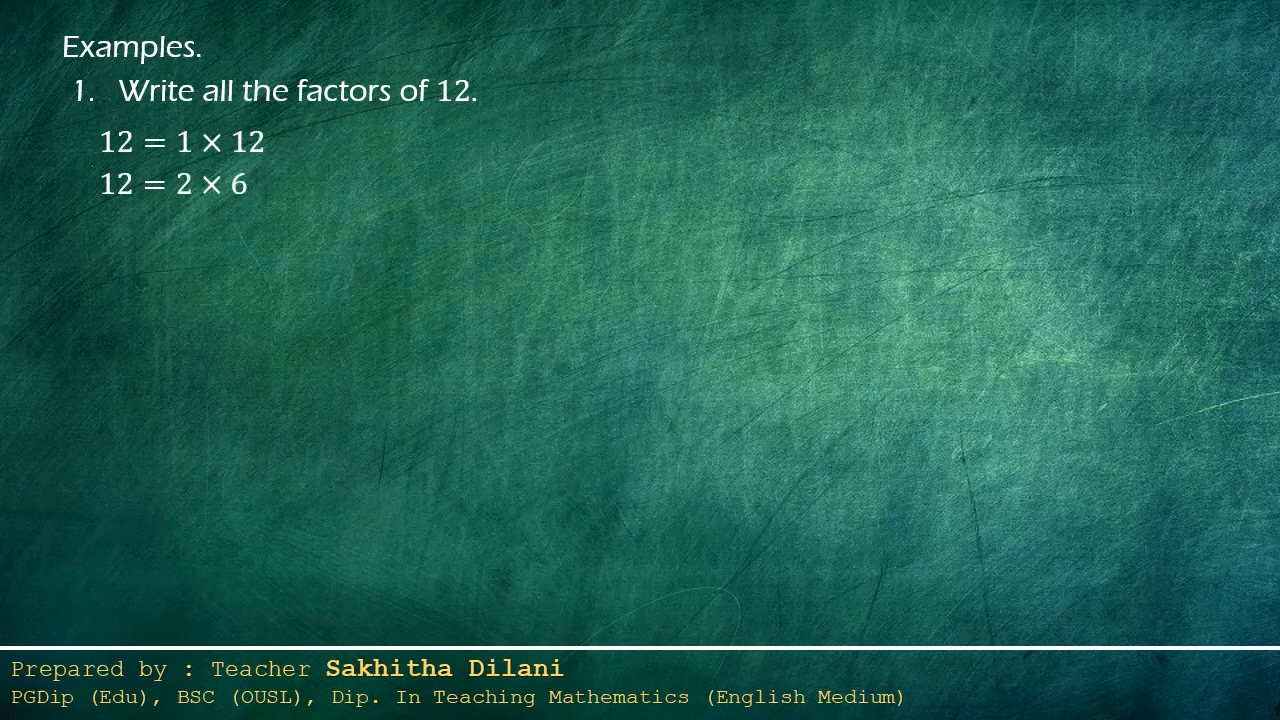 Examples.
1. Write all the factors of 12.
12 = 1 × 12
12 = 2 × 6
Prepared by : Teacher Sakhitha Dilani
PGDip (Edu), BSC (OUSL), Dip. In Teaching Mathematics (English Medium)